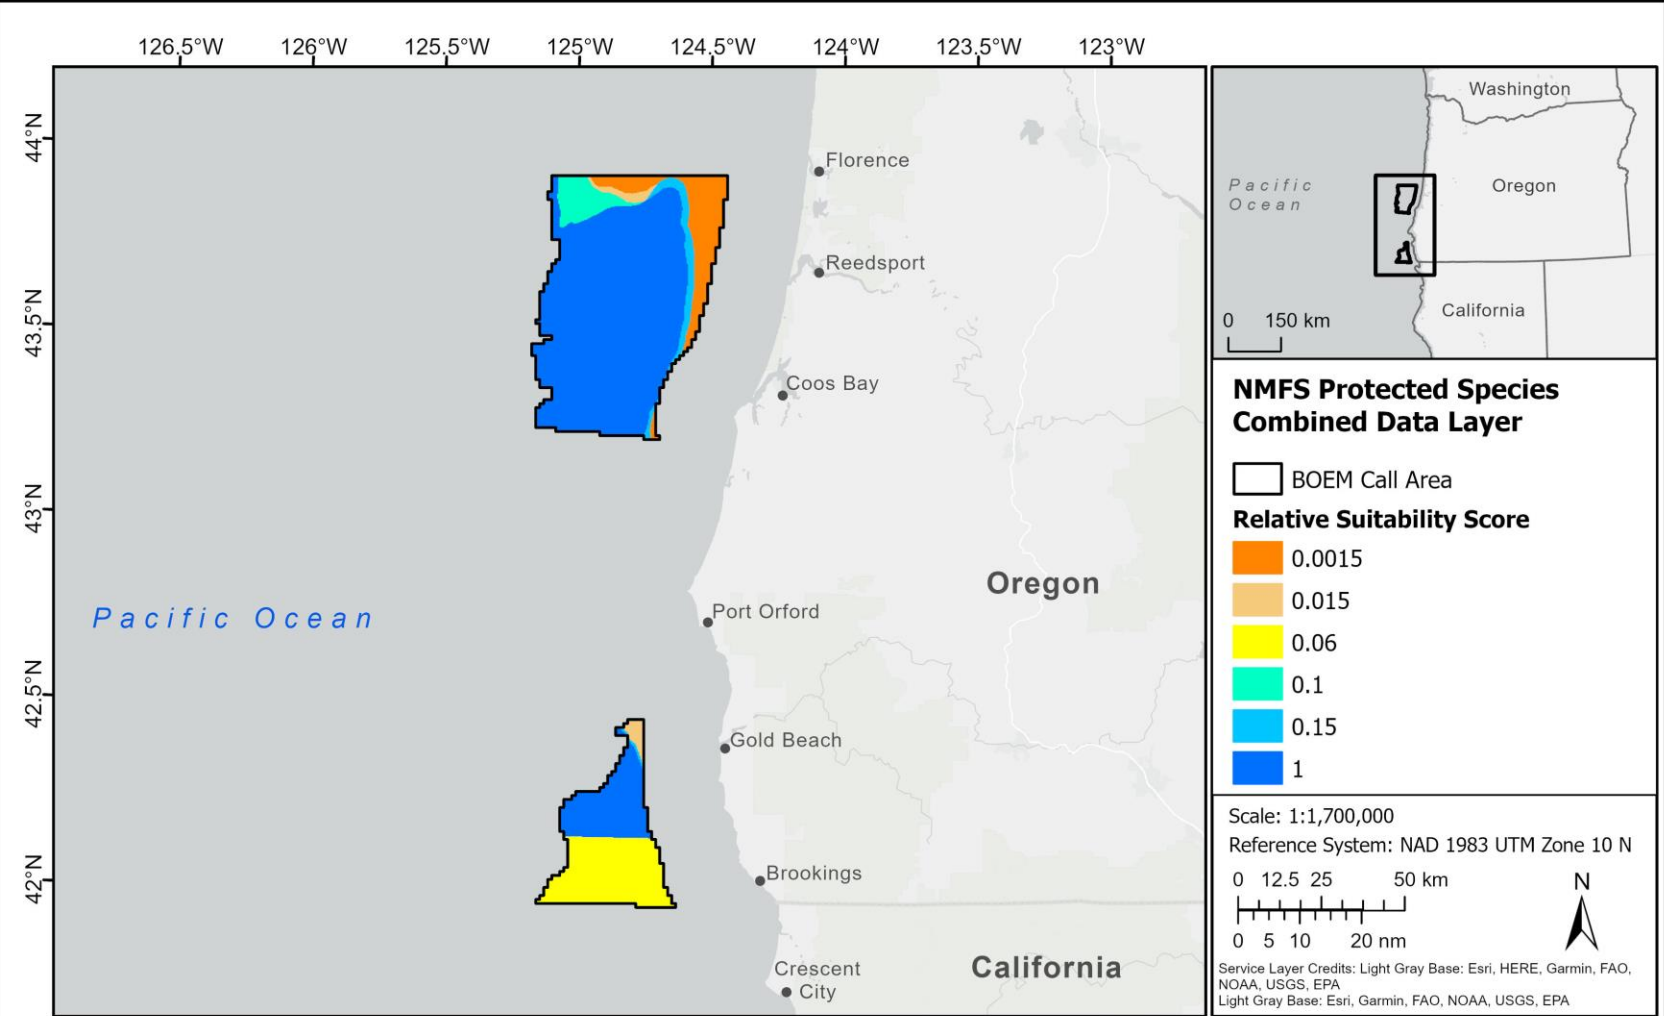 126.5°W 126°W 125.5°W 125°W 124.5°W 124°W 123.5°W 123°W
44°N
43.5°N
43°N
42.5°N
42°N
Florence
Reedsport
Coos Bay
Port Orford
Gold Beach
Brookings
Crescent
City
Oregon
California
Pacific Ocean
Washington
Pacific
Ocean
Oregon
California
0 150 km
NMFS Protected Species
Combined Data Layer
BOEM Call Area
Relative Suitability Score
0.0015
0.015
0.06
0.1
0.15
1
Scale: 1:1,700,000
Reference System: NAD 1983 UTM Zone 10 N
0 12.5 25 50 km
0 5 10 20 nm
N
Service Layer Credits: Light Gray Base: Esri, HERE, Garmin, FAO,
NOAA, USGS, EPA
Light Gray Base: Esri, Garmin, FAO, NOAA, USGS, EPA